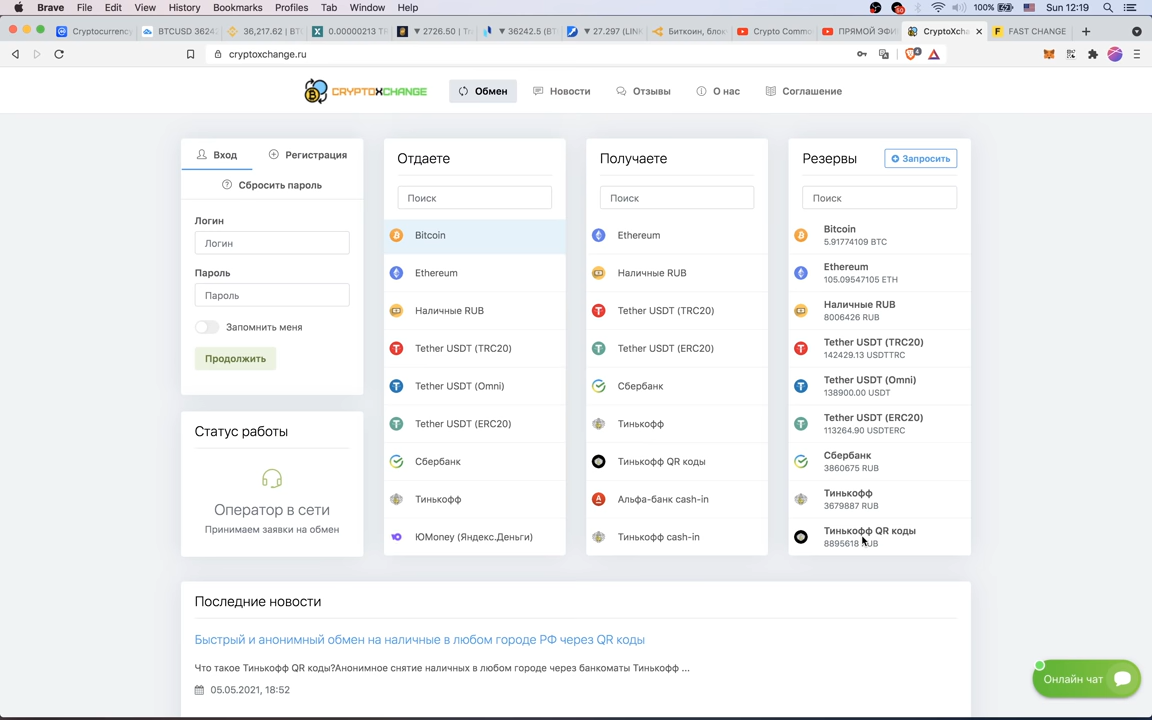 Brave File Edit View History Bookmarks Profiles Tab Window Help 100% Sun 12:19
Cryptocurrency BTCUSD 3624 36,217.62 | BT 0.00000213 TR ▼ 2726.50 | Tr ▼ 36242.5 (BT ▼ 27.297 (LINK Биткоин, блок Crypto Commo ПРЯМОЙ ЭФИ CryptoXcha FAST CHANGE
cryptoxchange.ru
CRYPTOXCHANGE Обмен Новости Отзывы О нас Соглашение
Вход Регистрация
Сбросить пароль
Логин
Логин
Пароль
Пароль
Запомнить меня
Продолжить
Статус работы
Оператор в сети
Принимаем заявки на обмен
Отдаете
Поиск
Bitcoin
Ethereum
Наличные RUB
Tether USDT (TRC20)
Tether USDT (Omni)
Tether USDT (ERC20)
Сбербанк
Тинькофф
ЮMoney (Яндекс.Деньги)
Получаете
Поиск
Ethereum
Наличные RUB
Tether USDT (TRC20)
Tether USDT (ERC20)
Сбербанк
Тинькофф
Тинькофф QR коды
Альфа-банк cash-in
Тинькофф cash-in
Резервы Запросить
Поиск
Bitcoin
5.91774109 BTC
Ethereum
105.09547105 ETH
Наличные RUB
8006426 RUB
Tether USDT (TRC20)
142429.13 USDTTRC
Tether USDT (Omni)
138900.00 USDT
Tether USDT (ERC20)
113264.90 USDTERC
Сбербанк
3860675 RUB
Тинькофф
3679887 RUB
Тинькофф QR коды
8895618 RUB
Последние новости
Быстрый и анонимный обмен на наличные в любом городе РФ через QR коды
Что такое Тинькофф QR коды?Анонимное снятие наличных в любом городе через банкоматы Тинькофф ...
05.05.2021, 18:52
Онлайн чат